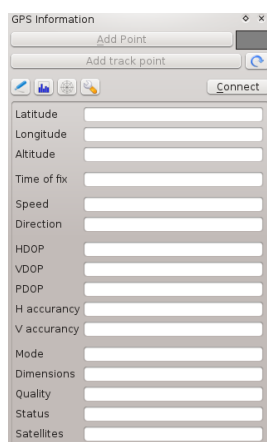 GPS Information
Add Point
Add track point
Connect
Latitude
Longitude
Altitude
Time of fix
Speed
Direction
HDOP
VDOP
PDOP
H accurancy
V accurancy
Mode
Dimensions
Quality
Status
Satellites